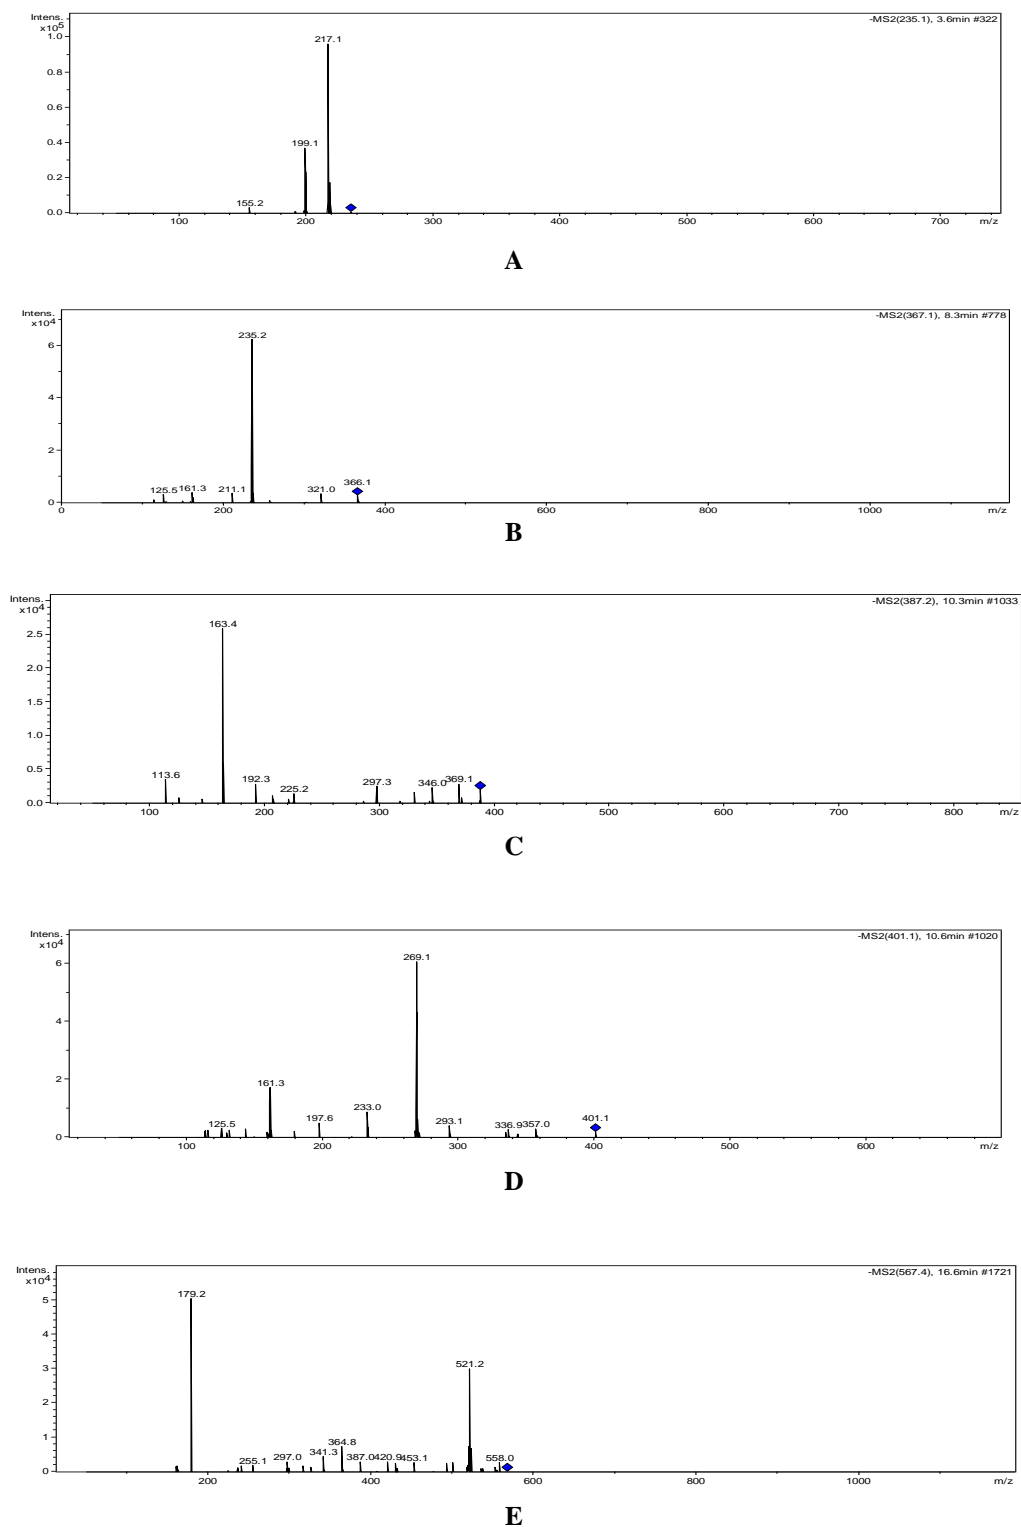 Intens.
x10^5
-MS2(235.1), 3.6min #322
1.0
0.8
0.6
0.4
0.2
0.0
217.1
199.1
155.2
100 200 300 400 500 600 700 m/z
A
Intens.
x10^4
-MS2(367.1), 8.3min #778
6
4
2
0
235.2
125.5 161.3 211.1 321.0 366.1
0 200 400 600 800 1000 m/z
B
Intens.
x10^4
-MS2(387.2), 10.3min #1033
2.5
2.0
1.5
1.0
0.5
0.0
163.4
113.6 192.3 225.2 297.3 346.0 369.1
100 200 300 400 500 600 700 800 m/z
C
Intens.
x10^4
-MS2(401.1), 10.6min #1020
6
4
2
0
269.1
161.3
125.5 197.6 233.0 293.1 336.9 357.0 401.1
100 200 300 400 500 600 m/z
D
Intens.
x10^4
-MS2(567.4), 16.6min #1721
5
4
3
2
1
0
179.2
521.2
255.1 297.0 341.3 364.8 387.0 420.9 453.1 558.0
200 400 600 800 1000 m/z
E